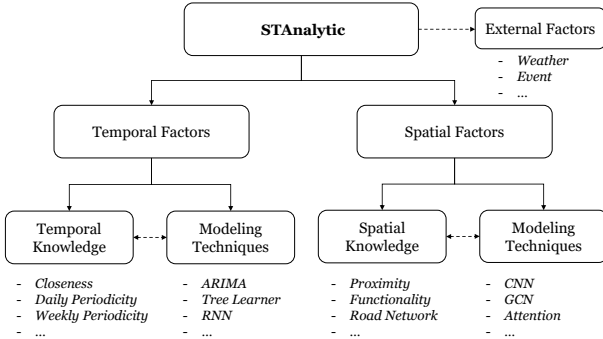 STAnalytic
External Factors
- Weather
- Event
- ...
Temporal Factors
Spatial Factors
Temporal
Knowledge
Modeling
Techniques
Spatial
Knowledge
Modeling
Techniques
- Closeness
- Daily Periodicity
- Weekly Periodicity
- ...
- ARIMA
- Tree Learner
- RNN
- ...
- Proximity
- Functionality
- Road Network
- ...
- CNN
- GCN
- Attention
- ...